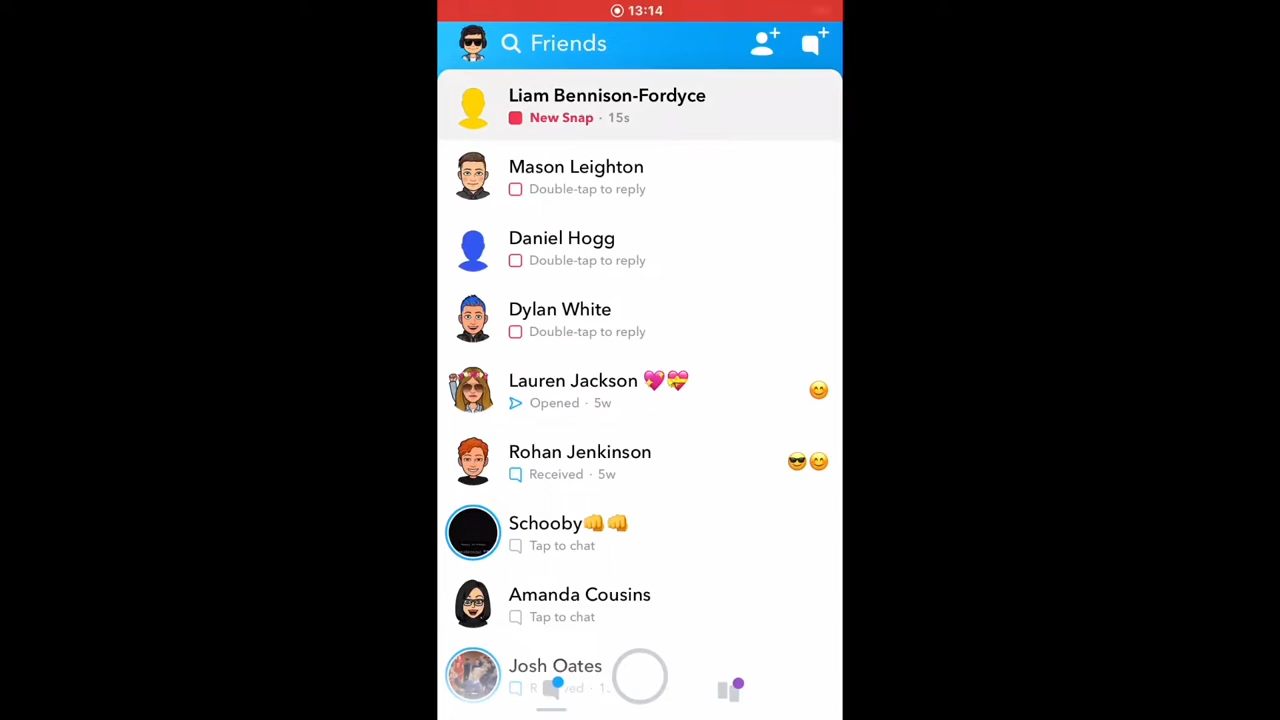 13:14
Friends
Liam Bennison-Fordyce
New Snap · 15s
Mason Leighton
Double-tap to reply
Daniel Hogg
Double-tap to reply
Dylan White
Double-tap to reply
Lauren Jackson 💖💝
Opened · 5w
😊
Rohan Jenkinson
Received · 5w
😎😊
Schooby👊👊
Tap to chat
Amanda Cousins
Tap to chat
Josh Oates